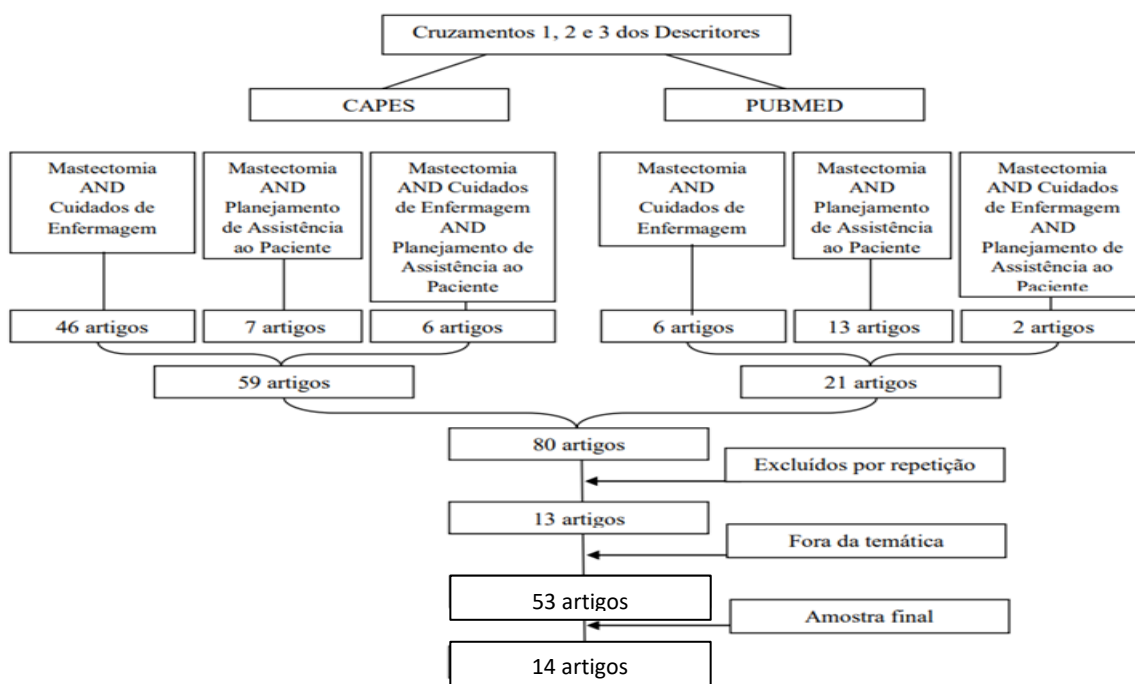 Cruzamentos 1, 2 e 3 dos Descritores
CAPES
PUBMED
Mastectomia
AND
Cuidados de
Enfermagem
Mastectomia
AND
Planejamento
de Assistência
ao Paciente
Mastectomia
AND Cuidados
de Enfermagem
AND
Planejamento de
Assistência ao
Paciente
Mastectomia
AND
Cuidados de
Enfermagem
Mastectomia
AND
Planejamento
de Assistência
ao Paciente
Mastectomia
AND Cuidados
de Enfermagem
AND
Planejamento de
Assistência ao
Paciente
46 artigos
7 artigos
6 artigos
6 artigos
13 artigos
2 artigos
59 artigos
21 artigos
80 artigos
Excluídos por repetição
13 artigos
Fora da temática
53 artigos
Amostra final
14 artigos